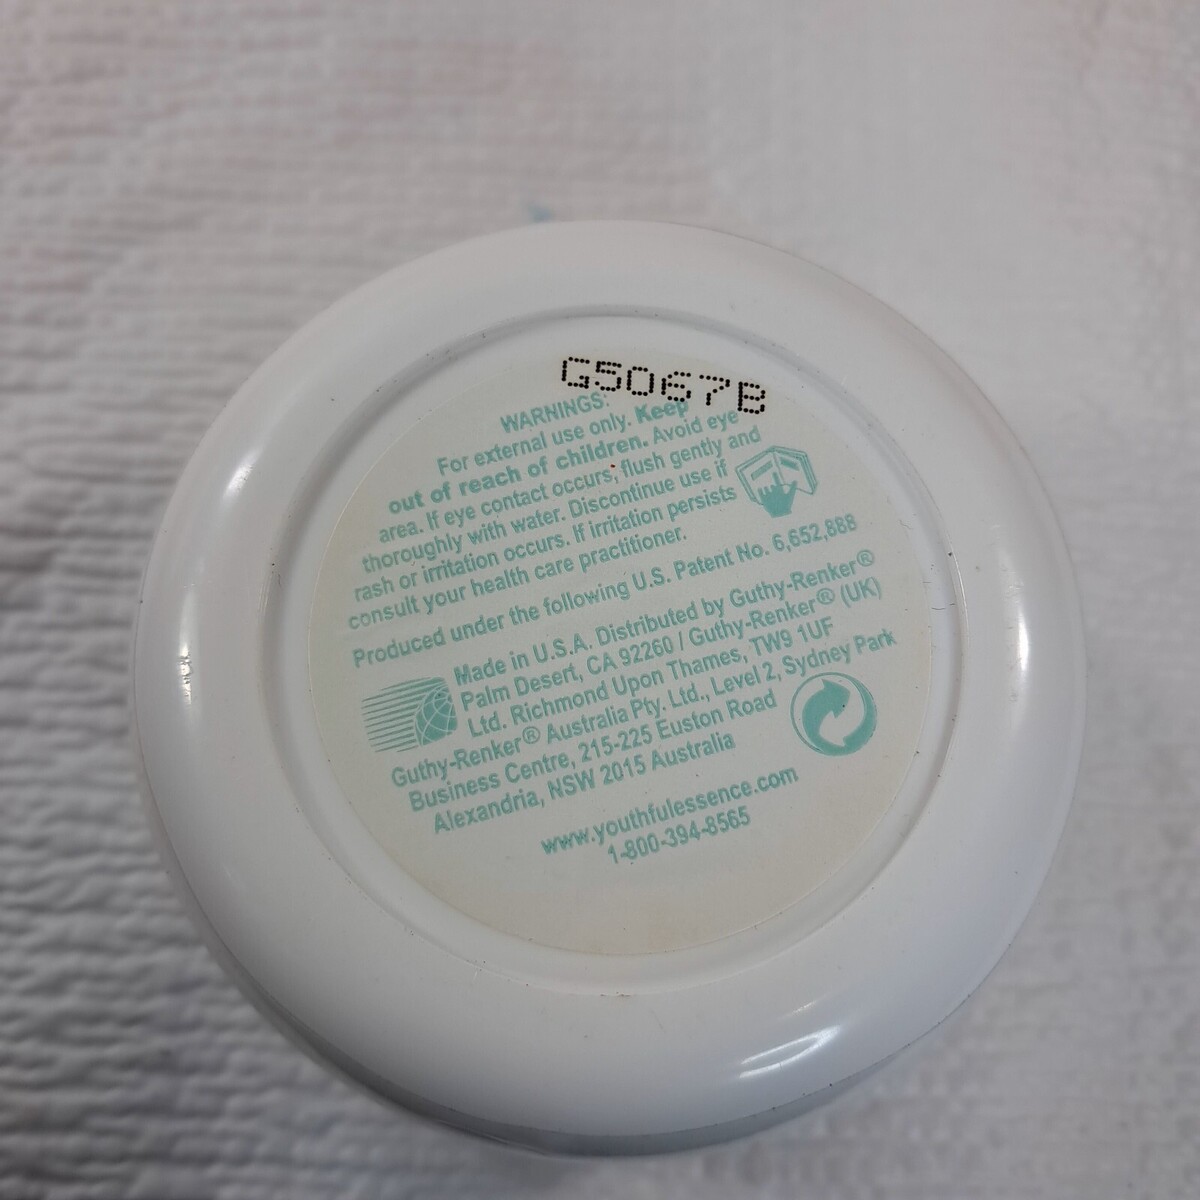 G5067B
WARNINGS:
For external use only. Keep
out of reach of children. Avoid eye
area. If eye contact occurs, flush gently and
thoroughly with water. Discontinue use if
rash or irritation occurs. If irritation persists
consult your health care practitioner.
Produced under the following U.S. Patent No. 6,652,888
Made in U.S.A. Distributed by Guthy-Renker®
Palm Desert, CA 92260 / Guthy-Renker® (UK)
Ltd. Richmond Upon Thames, TW9 1UF
Guthy-Renker® Australia Pty. Ltd., Level 2, Sydney Park
Business Centre, 215-225 Euston Road
Alexandria, NSW 2015 Australia
www.youthfulessence.com
1-800-394-8565